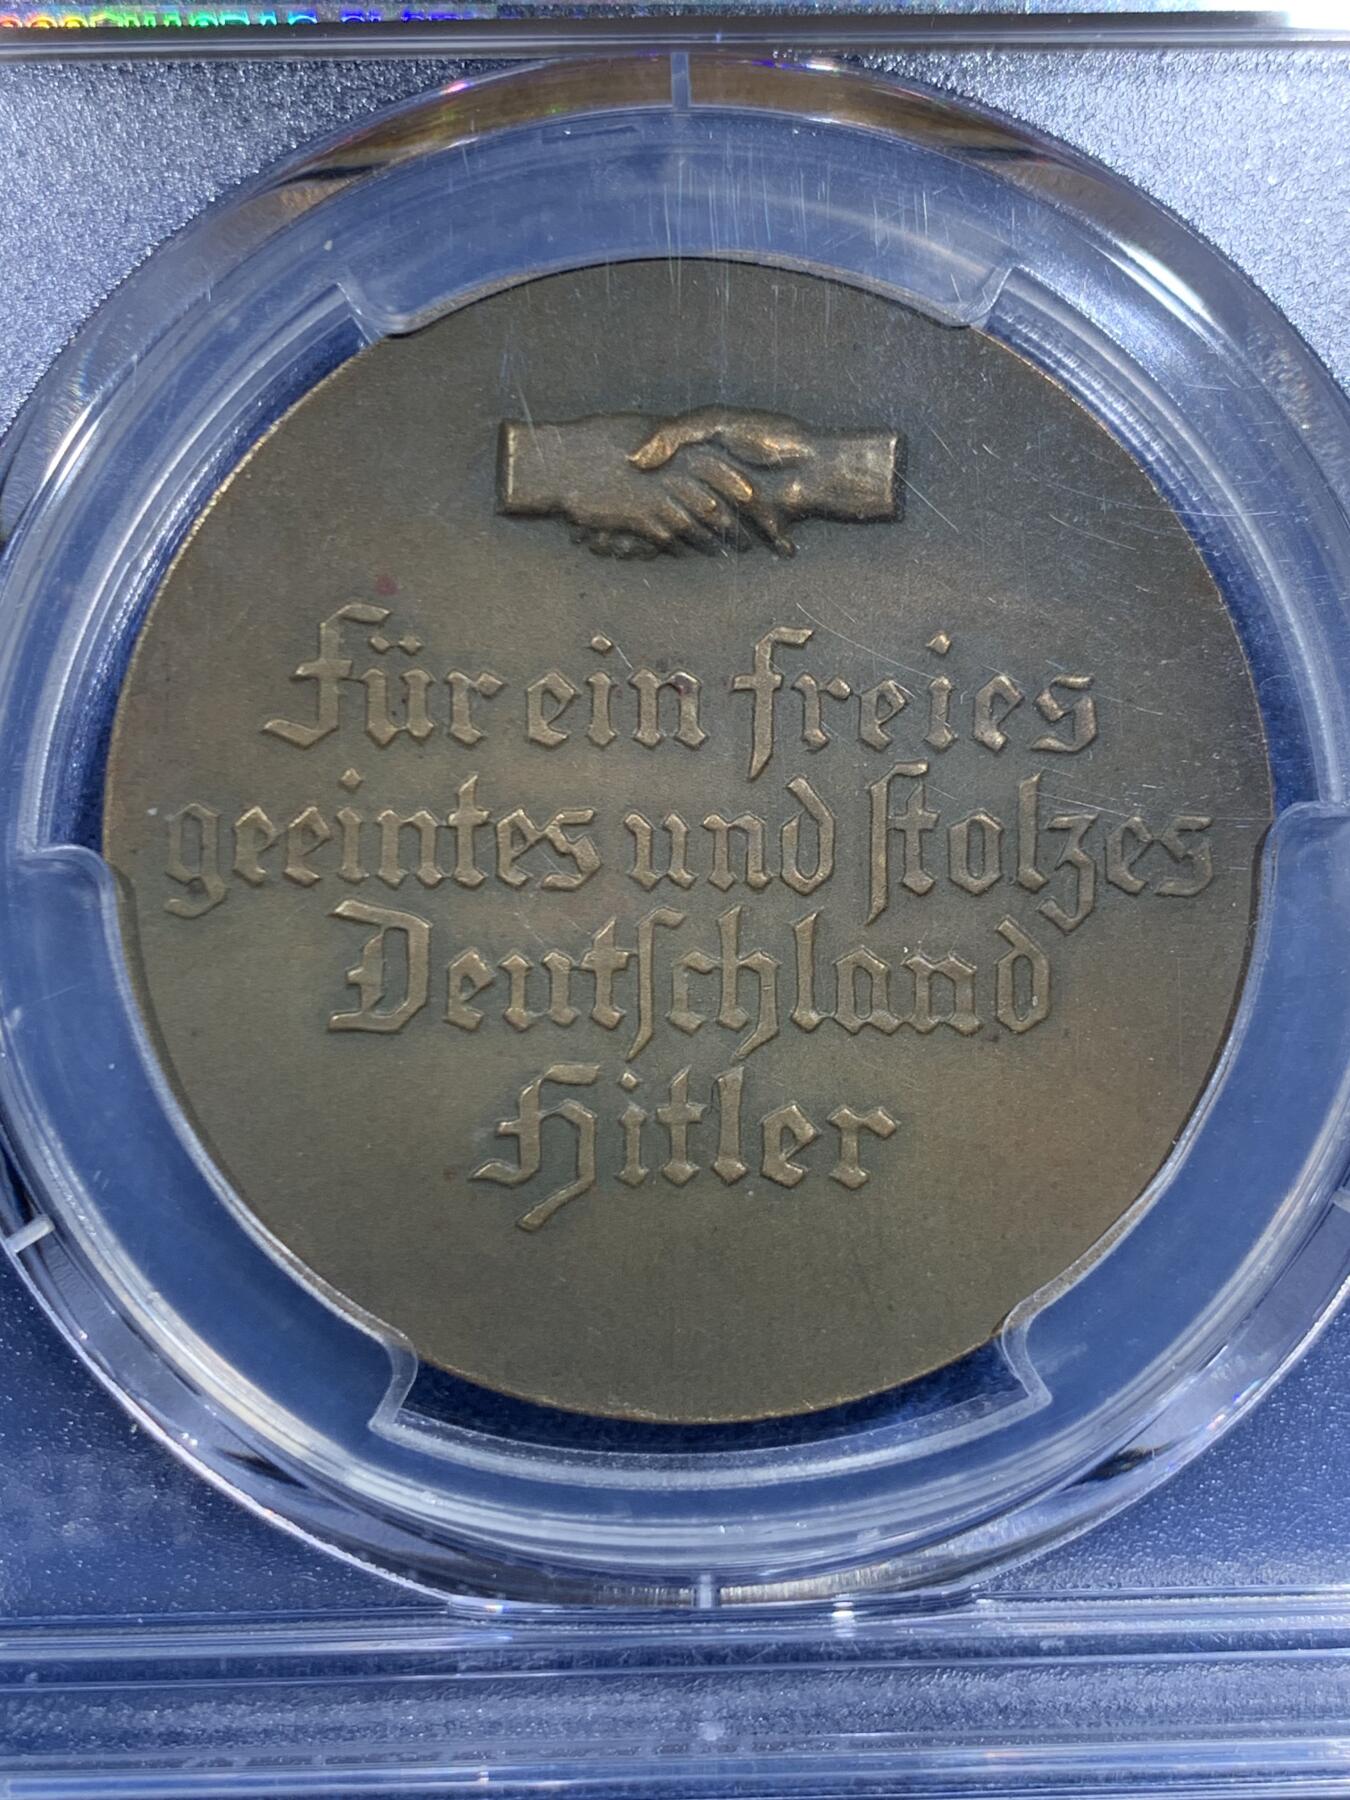 Für ein freies
geeintes und stolzes
Deutschland
Hitler